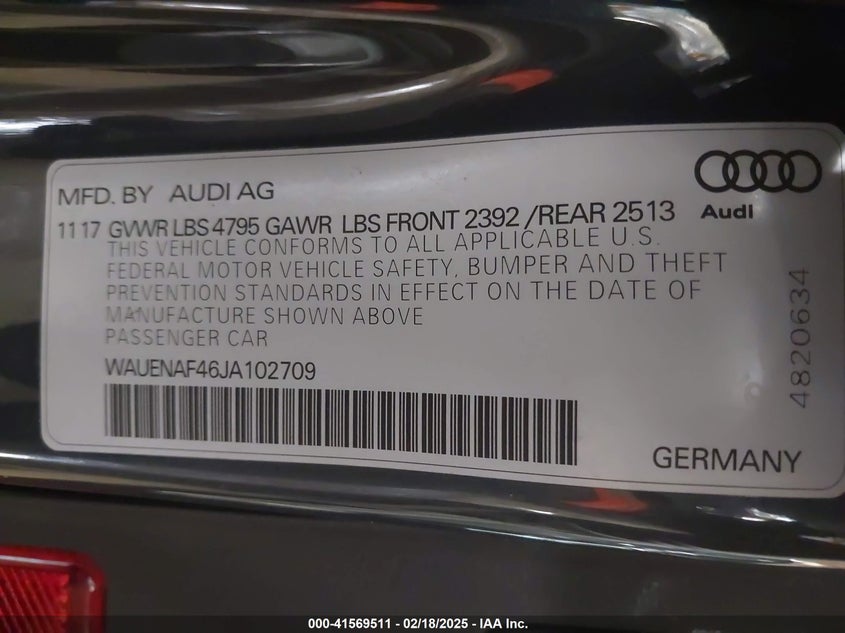 MFD. BY AUDI AG
Audi
11 17 GVWR LBS 4795 GAWR LBS FRONT 2392 /REAR 2513
THIS VEHICLE CONFORMS TO ALL APPLICABLE U.S.
FEDERAL MOTOR VEHICLE SAFETY, BUMPER AND THEFT
PREVENTION STANDARDS IN EFFECT ON THE DATE OF
MANUFACTURE SHOWN ABOVE
PASSENGER CAR
WAUENAF46JA102709
4820634
GERMANY
000-41569511 - 02/18/2025 - IAA Inc.